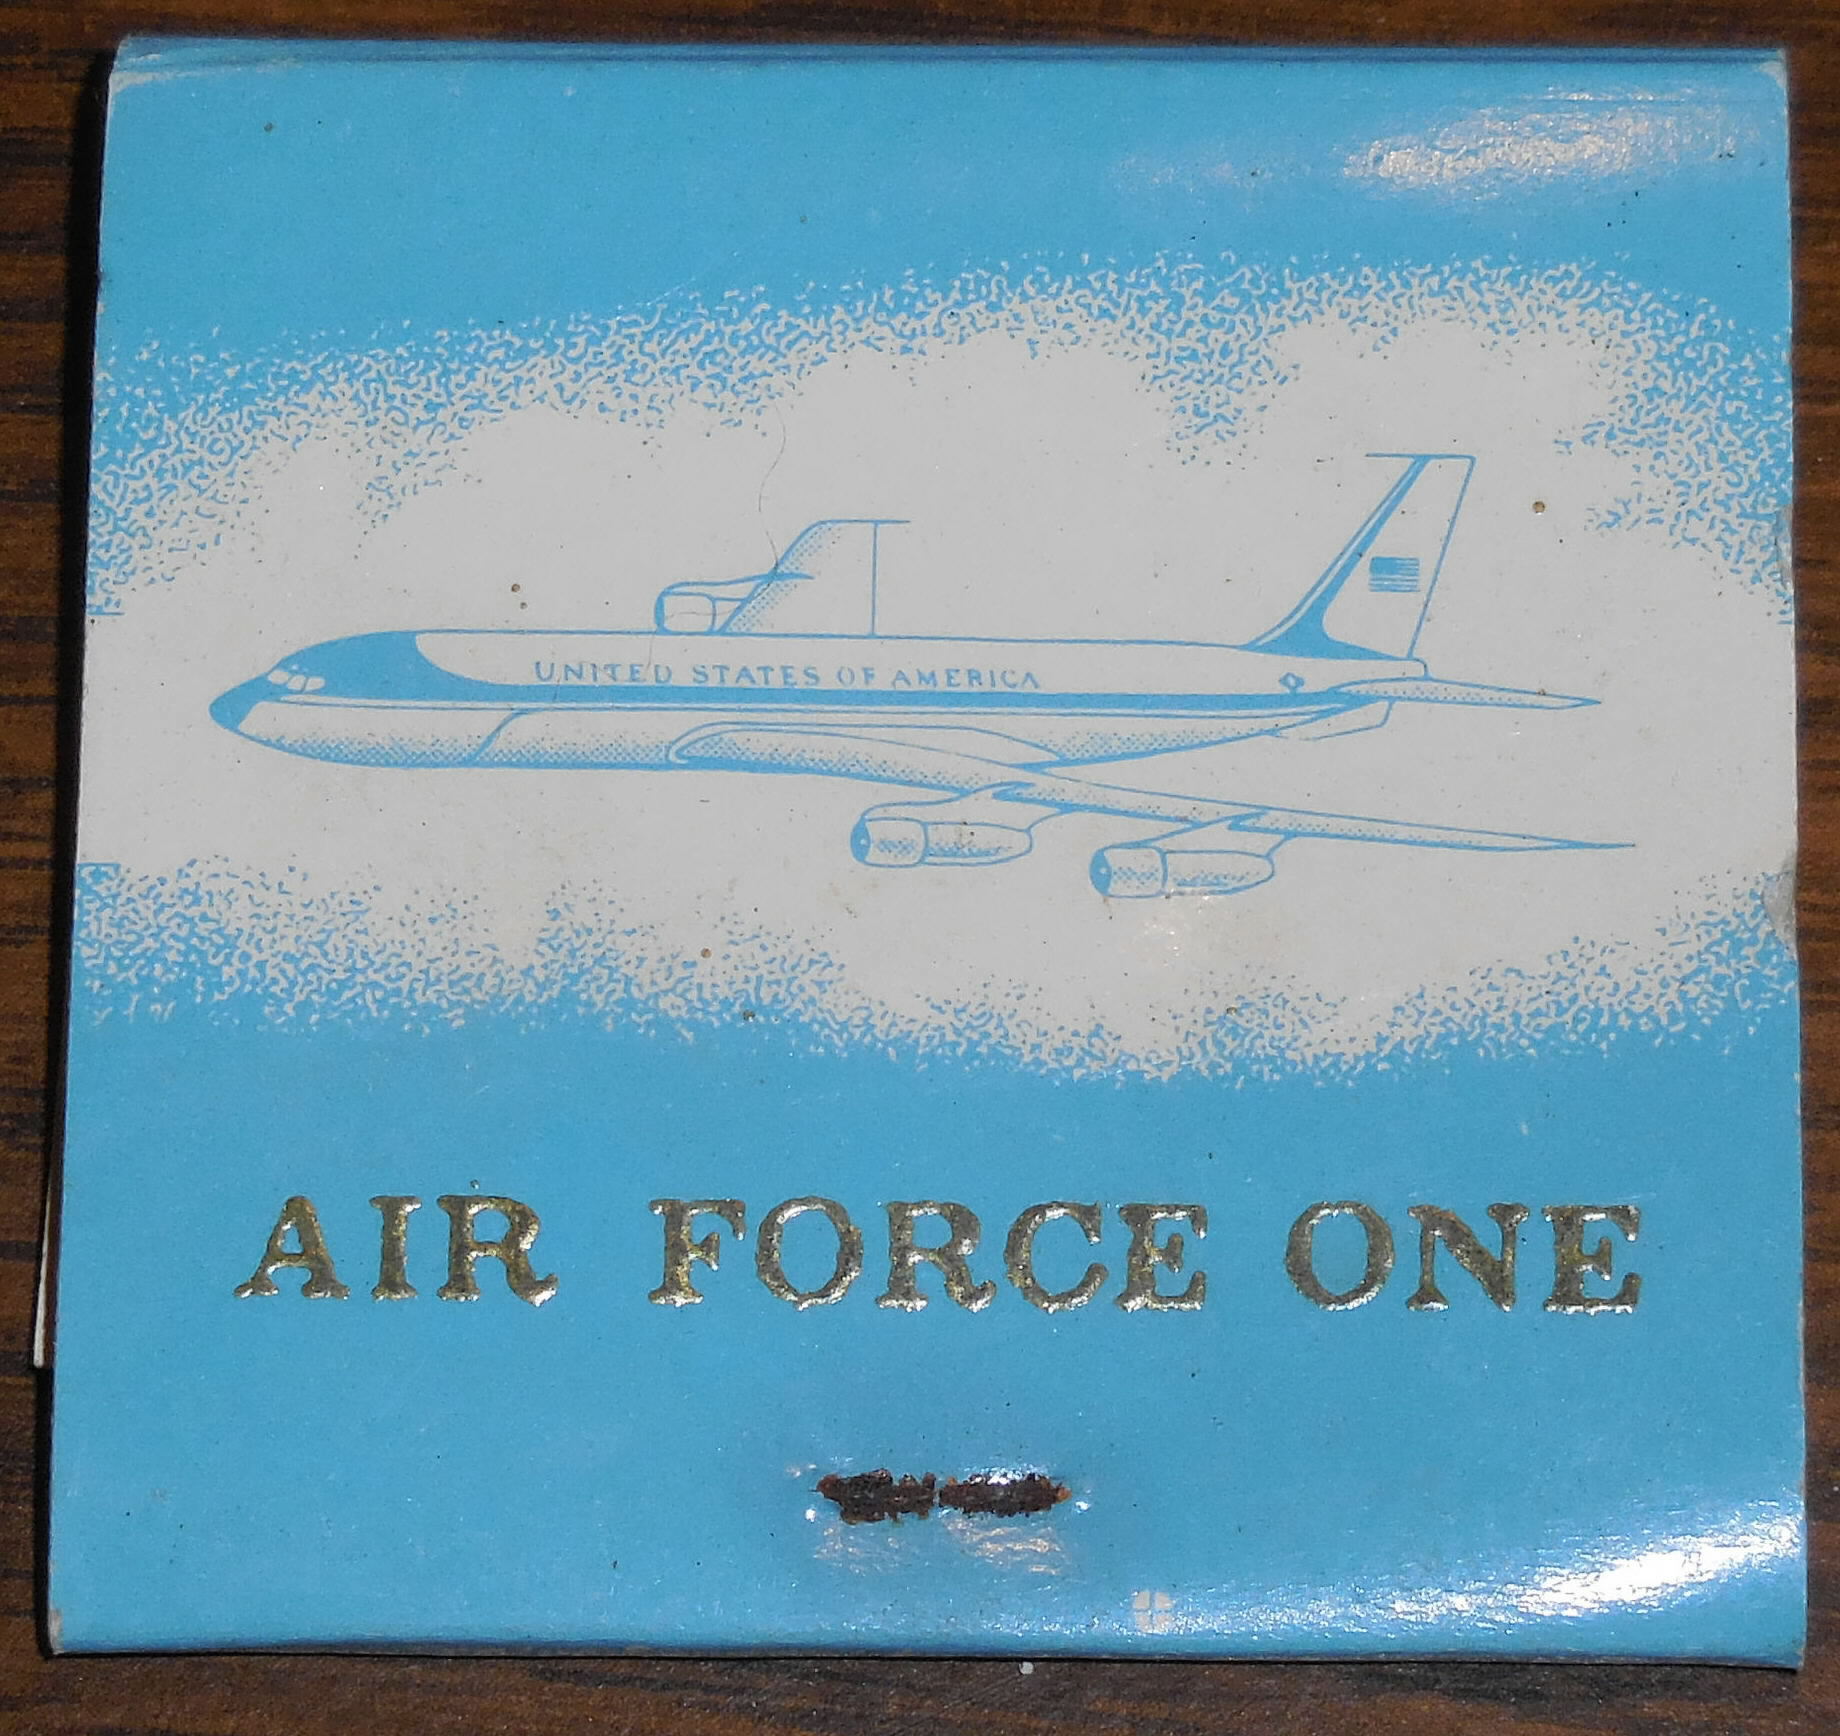 UNITED STATES OF AMERICA
AIR FORCE ONE